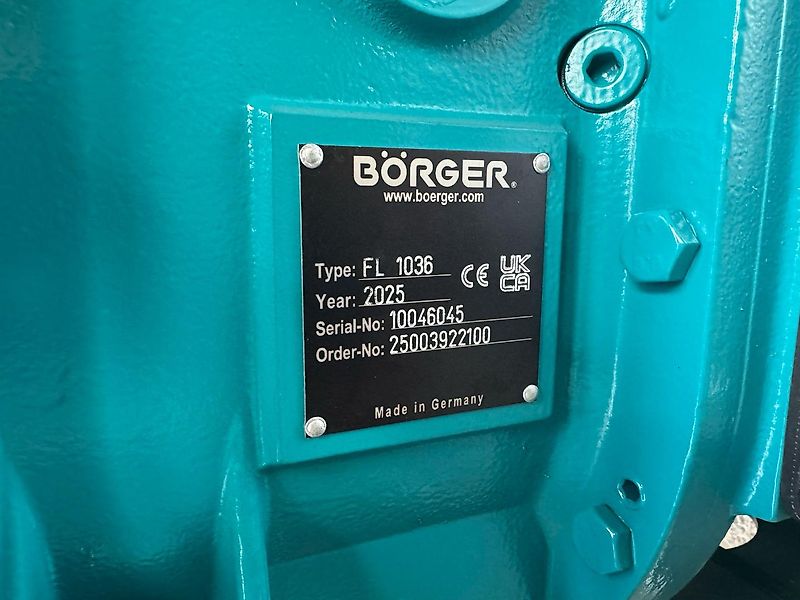 BÖRGER®
www.boerger.com
Type: FL 1036
CE UK CA
Year: 2025
Serial-No: 10046045
Order-No: 25003922100
Made in Germany